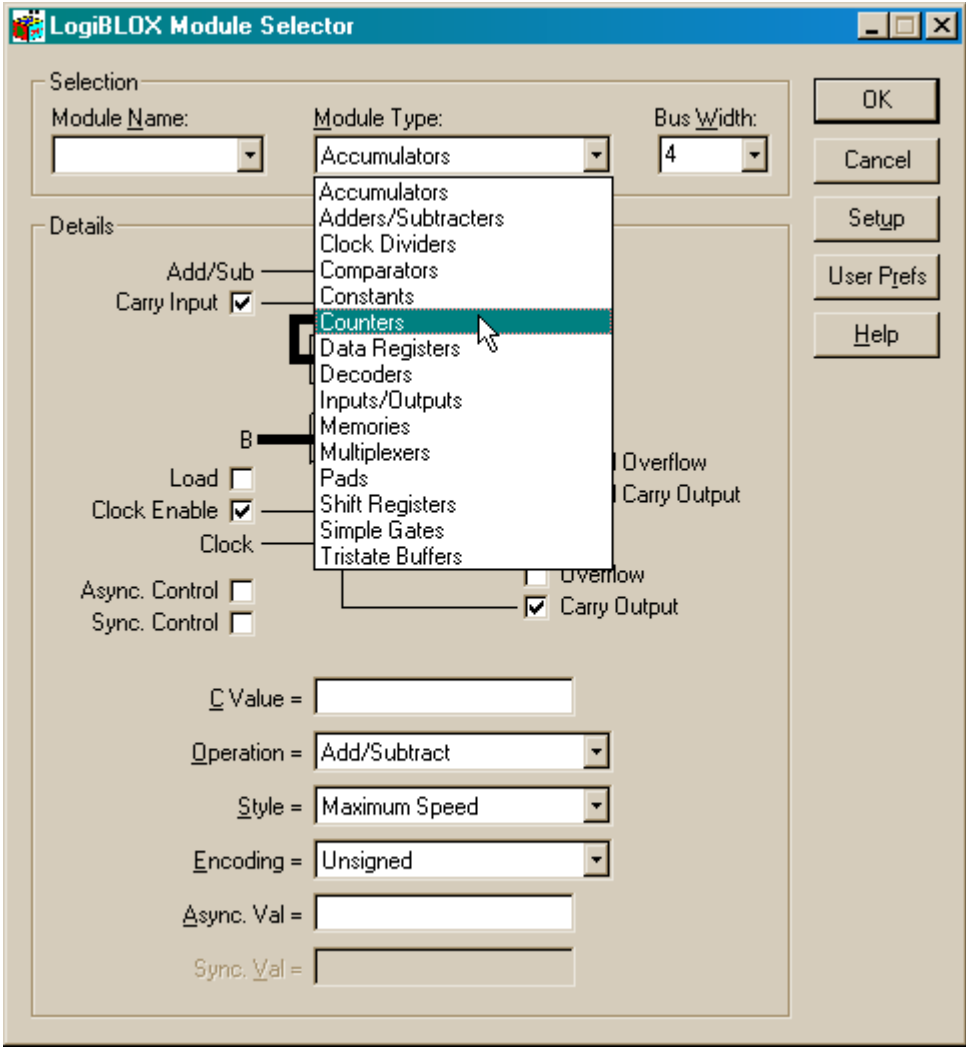 LogiBLOX Module Selector
Selection
Module Name: Module Type: Bus Width:
Accumulators 4
OK
Cancel
Setup
User Prefs
Help
Accumulators
Adders/Subtracters
Clock Dividers
Comparators
Constants
Counters
Data Registers
Decoders
Inputs/Outputs
Memories
Multiplexers
Pads
Shift Registers
Simple Gates
Tristate Buffers
Details
Add/Sub
Carry Input
B
Load
Clock Enable
Clock
Async. Control
Sync. Control
Overflow
Carry Output
Overflow
Carry Output
C Value =
Operation = Add/Subtract
Style = Maximum Speed
Encoding = Unsigned
Async. Val =
Sync. Val =